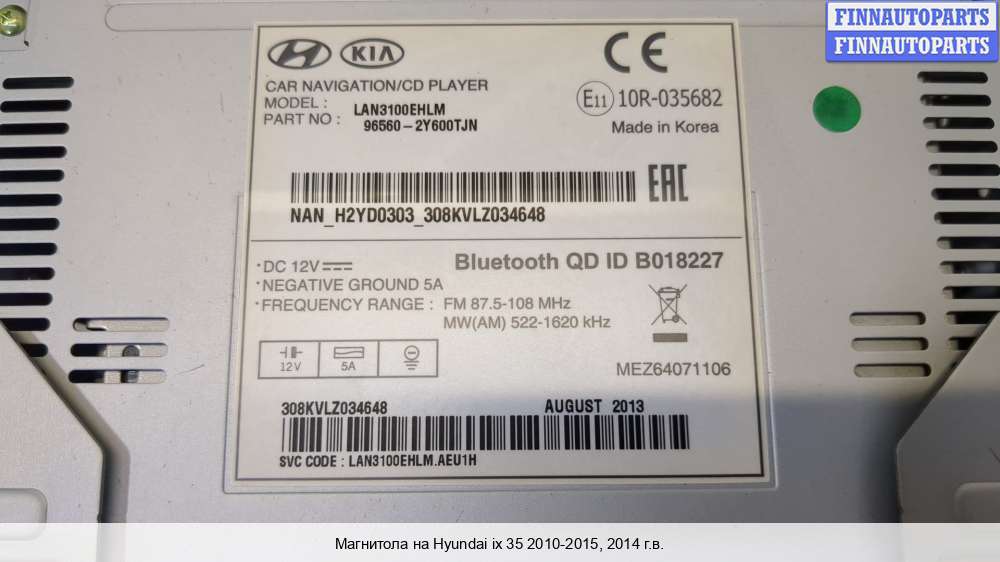 FINNAUTOPARTS
FINNAUTOPARTS
KIA
CE
CAR NAVIGATION/CD PLAYER
MODEL : LAN3100EHLM
PART NO : 96560-2Y600TJN
E11 10R-035682
Made in Korea
EAC
NAN_H2YD0303_308KVLZ034648
·DC 12V
Bluetooth QD ID B018227
·NEGATIVE GROUND 5A
·FREQUENCY RANGE : FM 87.5-108 MHz
MW(AM) 522-1620 kHz
12V
5A
MEZ64071106
308KVLZ034648
AUGUST 2013
SVC CODE : LAN3100EHLM.AEU1H
Магнитола на Hyundai ix 35 2010-2015, 2014 г.в.